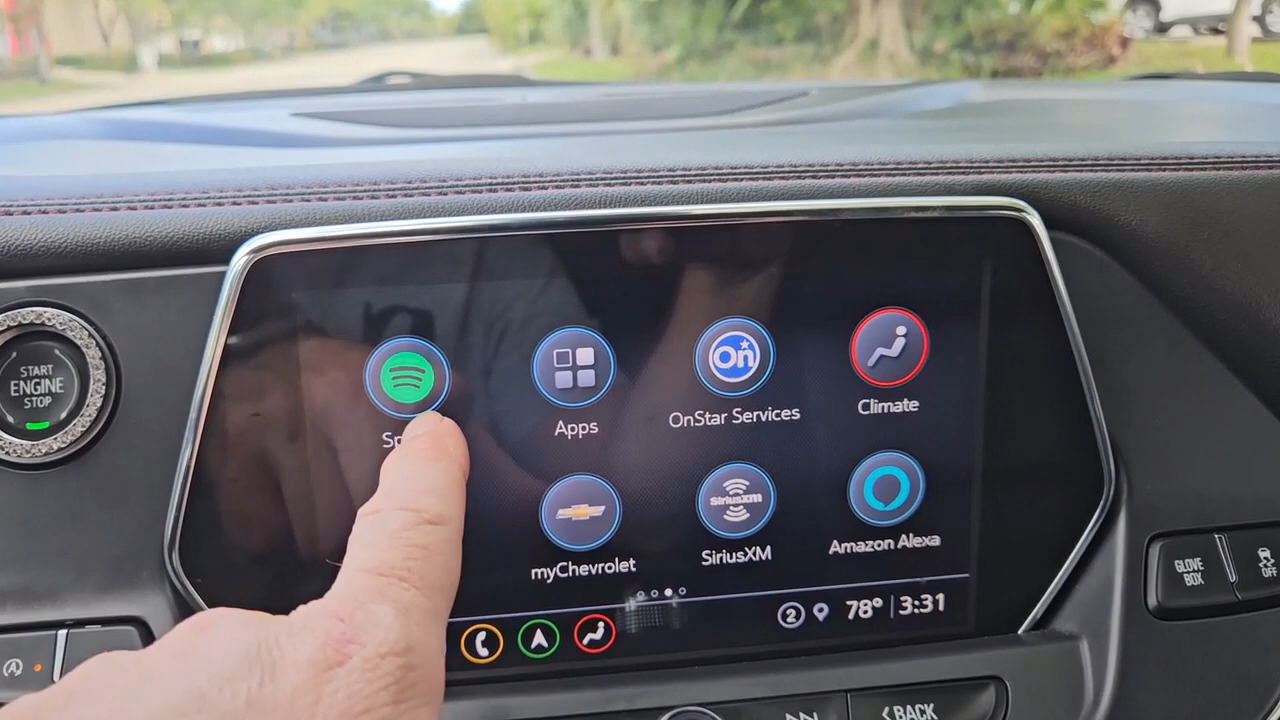 START
ENGINE
STOP
Sp
Apps
On
OnStar Services
Climate
myChevrolet
SiriusXM
SiriusXM
Amazon Alexa
2
78° 3:31
GLOVE
BOX
OFF
BACK